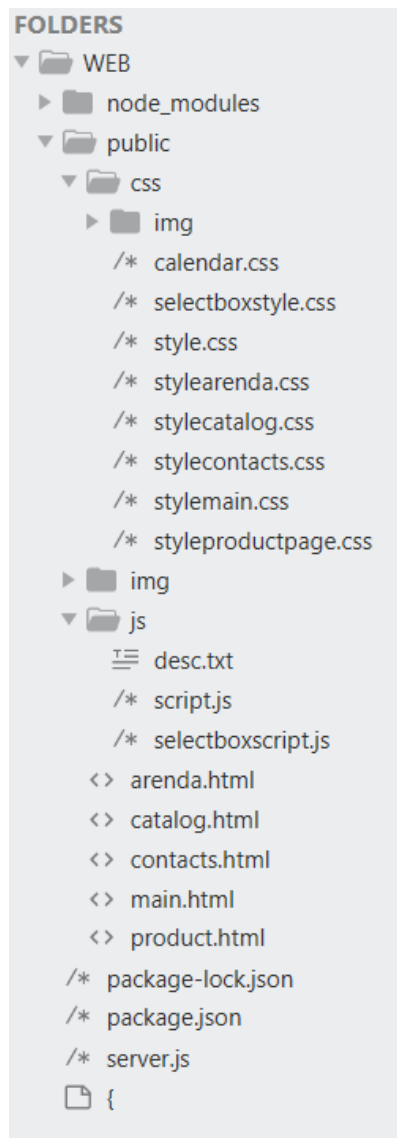 FOLDERS
WEB
node_modules
public
css
img
/* calendar.css
/* selectboxstyle.css
/* style.css
/* stylearenda.css
/* stylecatalog.css
/* stylecontacts.css
/* stylemain.css
/* styleproductpage.css
img
js
desc.txt
/* script.js
/* selectboxscript.js
<> arenda.html
<> catalog.html
<> contacts.html
<> main.html
<> product.html
/* package-lock.json
/* package.json
/* server.js
{